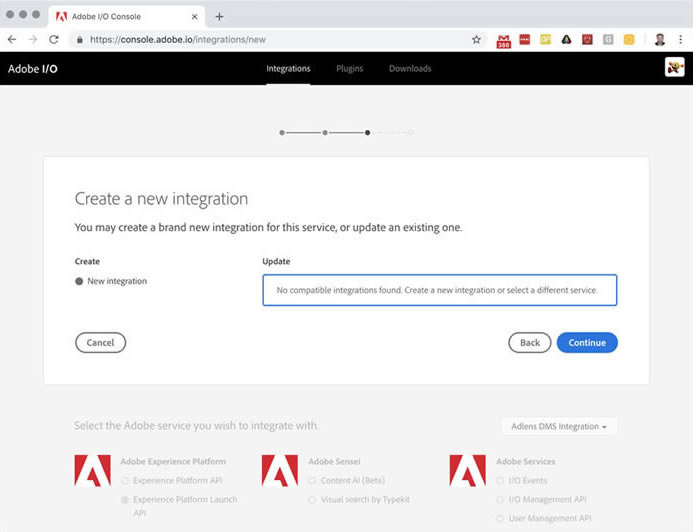 Adobe I/O Console
https://console.adobe.io/integrations/new
388
Adobe I/O
Integrations Plugins Downloads
Create a new integration
You may create a brand new integration for this service, or update an existing one.
Create Update
New integration
No compatible integrations found. Create a new integration or select a different service.
Cancel Back Continue
Select the Adobe service you wish to integrate with.
Adlens DMS Integration
Adobe Experience Platform Adobe Sensei Adobe Services
Experience Platform API Content AI (Beta) I/O Events
Experience Platform Launch API Visual search by Typekit I/O Management API
User Management API